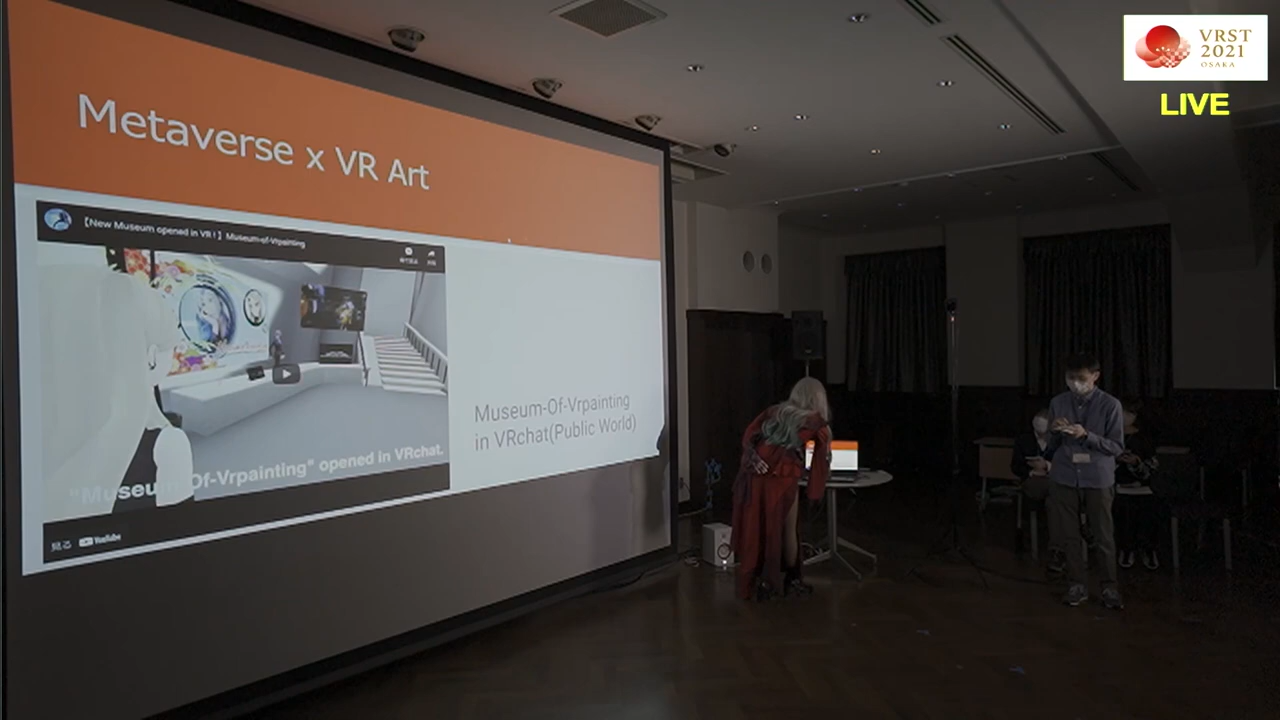 Metaverse x VR Art
【New Museum opened in VR！】Museum-of-Vrpainting
"Museum-Of-Vrpainting" opened in VRchat.
見る YouTube
Museum-Of-Vrpainting
in VRchat(Public World)
VRST
2021
OSAKA
LIVE